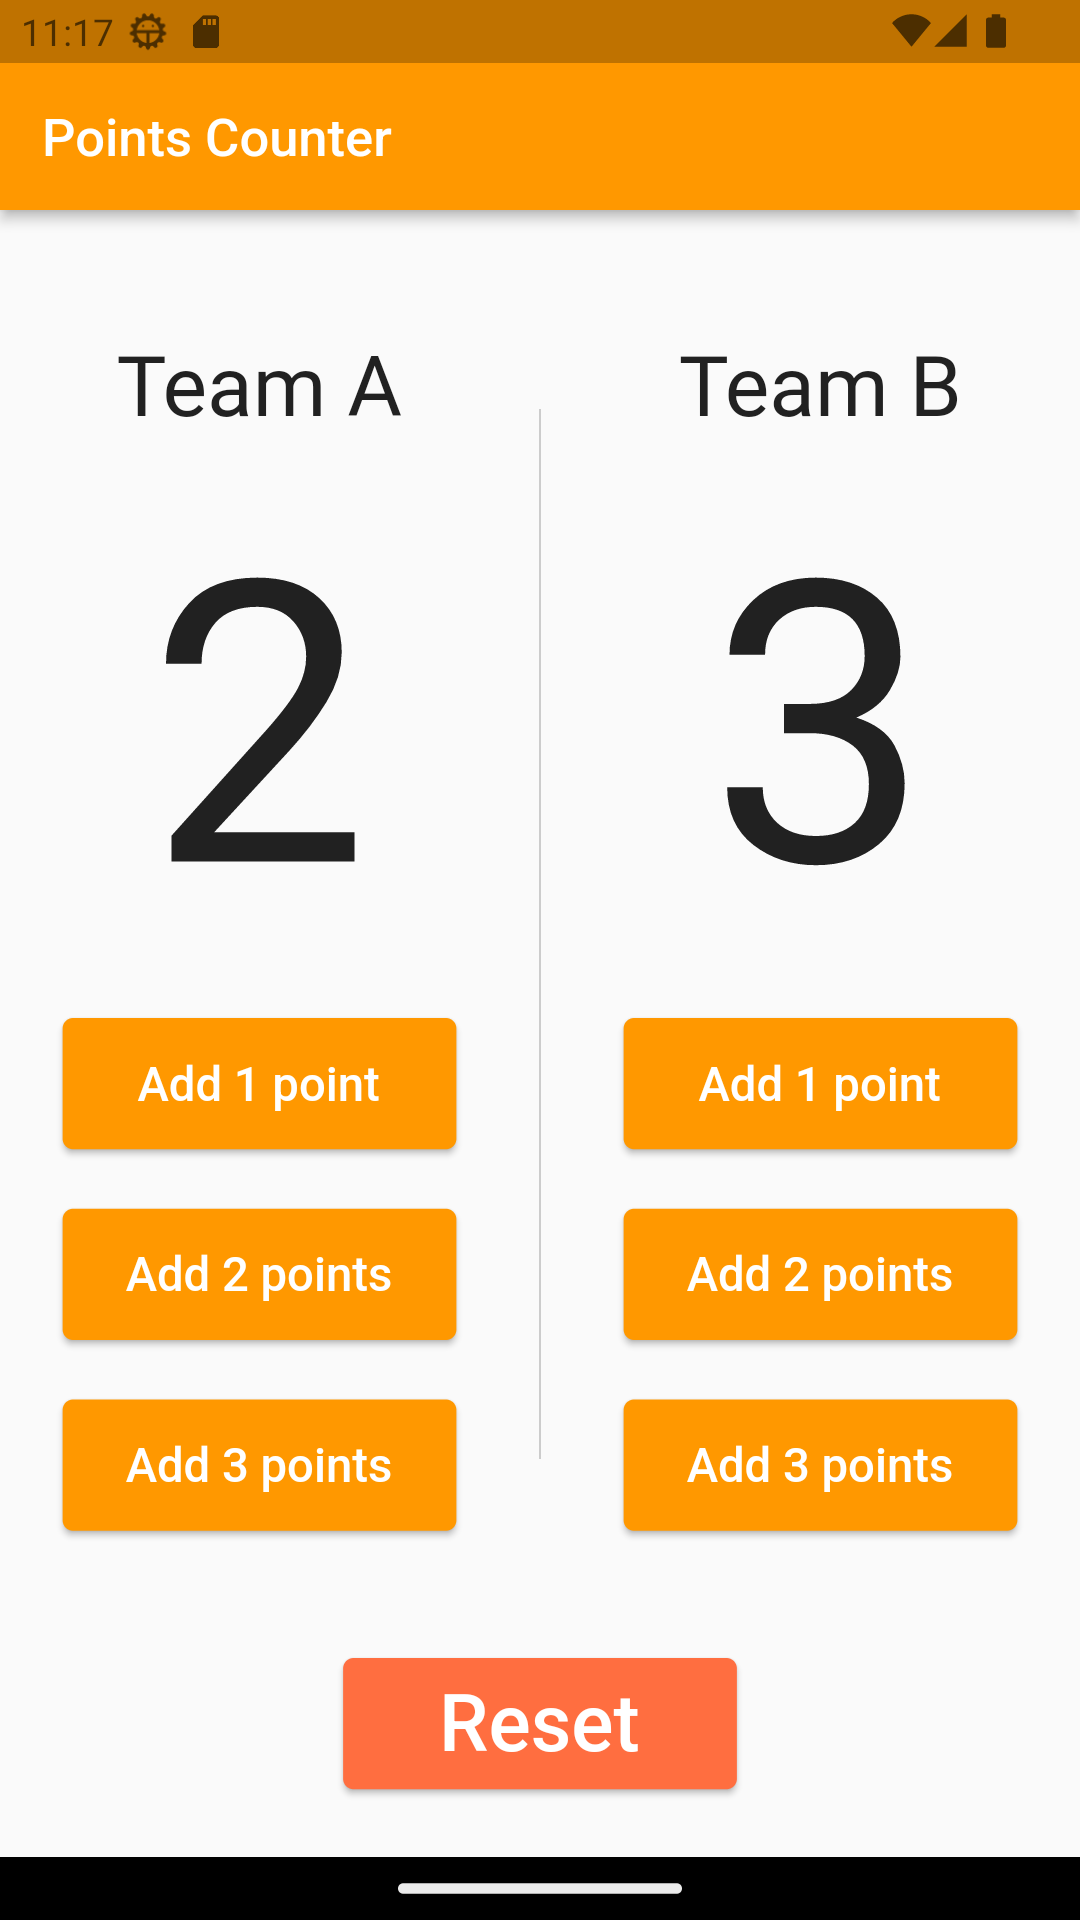 11:17
Points Counter
Team A
2
Add 1 point
Add 2 points
Add 3 points
Team B
3
Add 1 point
Add 2 points
Add 3 points
Reset